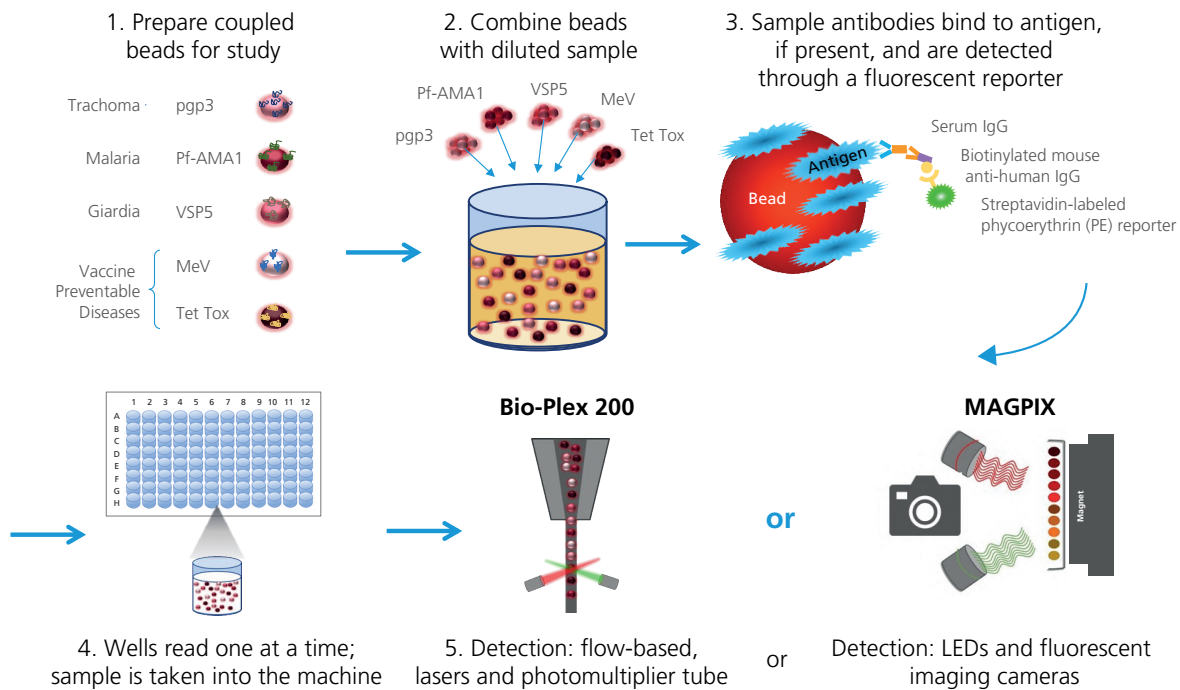 1. Prepare coupled
beads for study
Trachoma · pgp3
Malaria Pf-AMA1
Giardia VSP5
Vaccine
Preventable
Diseases
MeV
Tet Tox
2. Combine beads
with diluted sample
pgp3
Pf-AMA1
VSP5
MeV
Tet Tox
3. Sample antibodies bind to antigen,
if present, and are detected
through a fluorescent reporter
Bead
Antigen
Serum IgG
Biotinylated mouse
anti-human IgG
Streptavidin-labeled
phycoerythrin (PE) reporter
1 2 3 4 5 6 7 8 9 10 11 12
A
B
C
D
E
F
G
H
4. Wells read one at a time;
sample is taken into the machine
Bio-Plex 200
5. Detection: flow-based,
lasers and photomultiplier tube
or
or
MAGPIX
Magnet
Detection: LEDs and fluorescent
imaging cameras